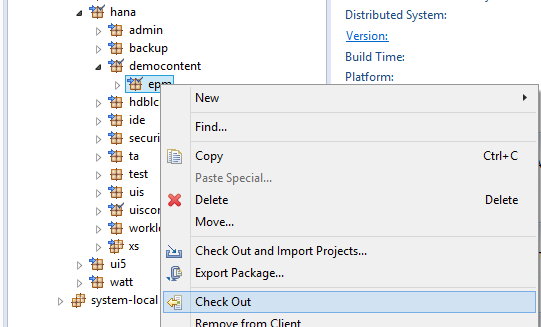 hana
admin
backup
democontent
epm
hdblc
ide
securi
ta
test
uis
uiscon
worklo
xs
ui5
watt
system-local
New
Find...
Copy Ctrl+C
Paste Special...
Delete Delete
Move...
Check Out and Import Projects...
Export Package...
Check Out
Remove from Client
Distributed System:
Version:
Build Time:
Platform: